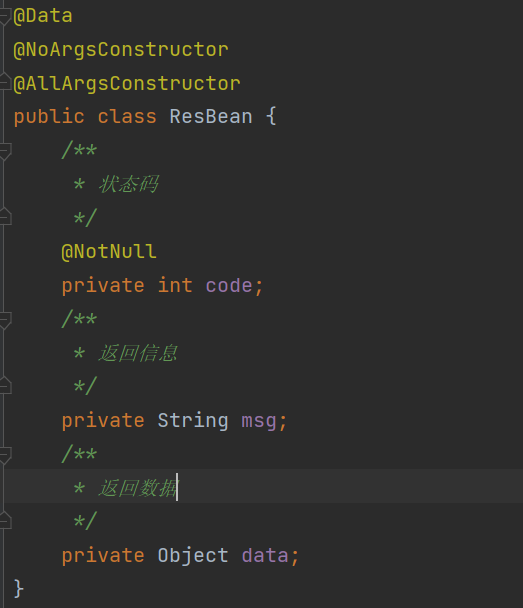 @Data
@NoArgsConstructor
@AllArgsConstructor
public class ResBean {
    /**
     * 状态码
     */
    @NotNull
    private int code;
    /**
     * 返回信息
     */
    private String msg;
    /**
     * 返回数据
     */
    private Object data;
}